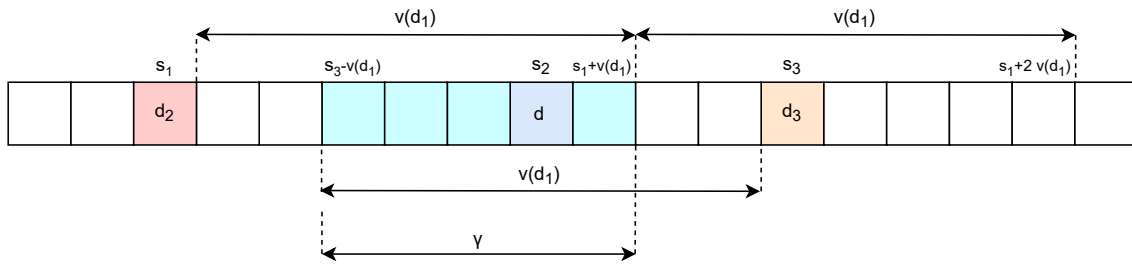 v(d₁) v(d₁)
s₁ s₃-v(d₁) s₂ s₁+v(d₁) s₃ s₁+2 v(d₁)
d₂ d d₃
v(d₁)
γ